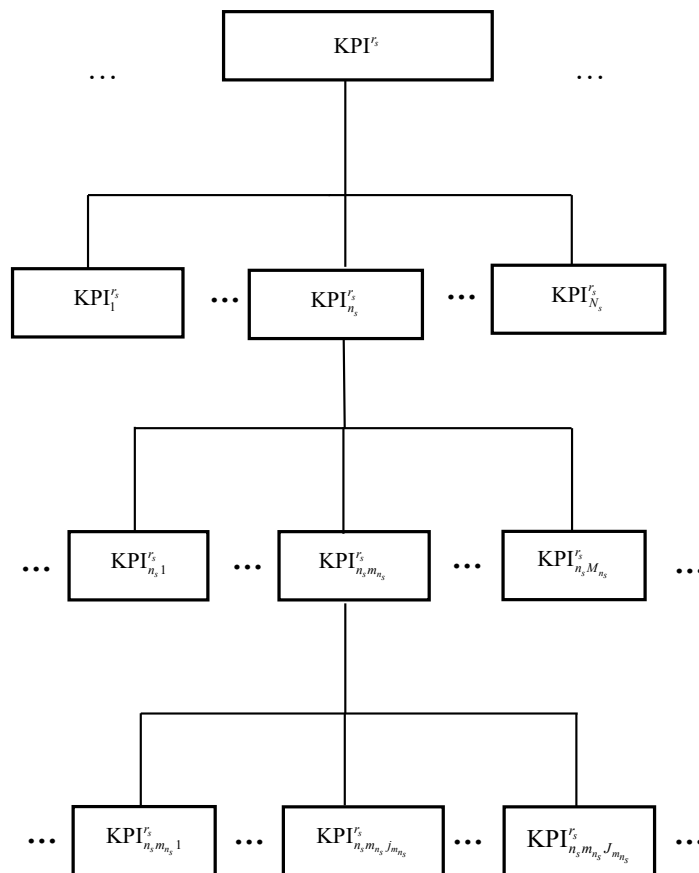 KPI^{r_s}
... ...
KPI_1^{r_s} ... KPI_{n_s}^{r_s} ... KPI_{N_s}^{r_s}
... KPI_{n_s 1}^{r_s} ... KPI_{n_s m_{n_s}}^{r_s} ... KPI_{n_s M_{n_s}}^{r_s} ...
... KPI_{n_s m_{n_s} 1}^{r_s} ... KPI_{n_s m_{n_s} j_{m_{n_s}}}^{r_s} ... KPI_{n_s m_{n_s} J_{m_{n_s}}}^{r_s} ...